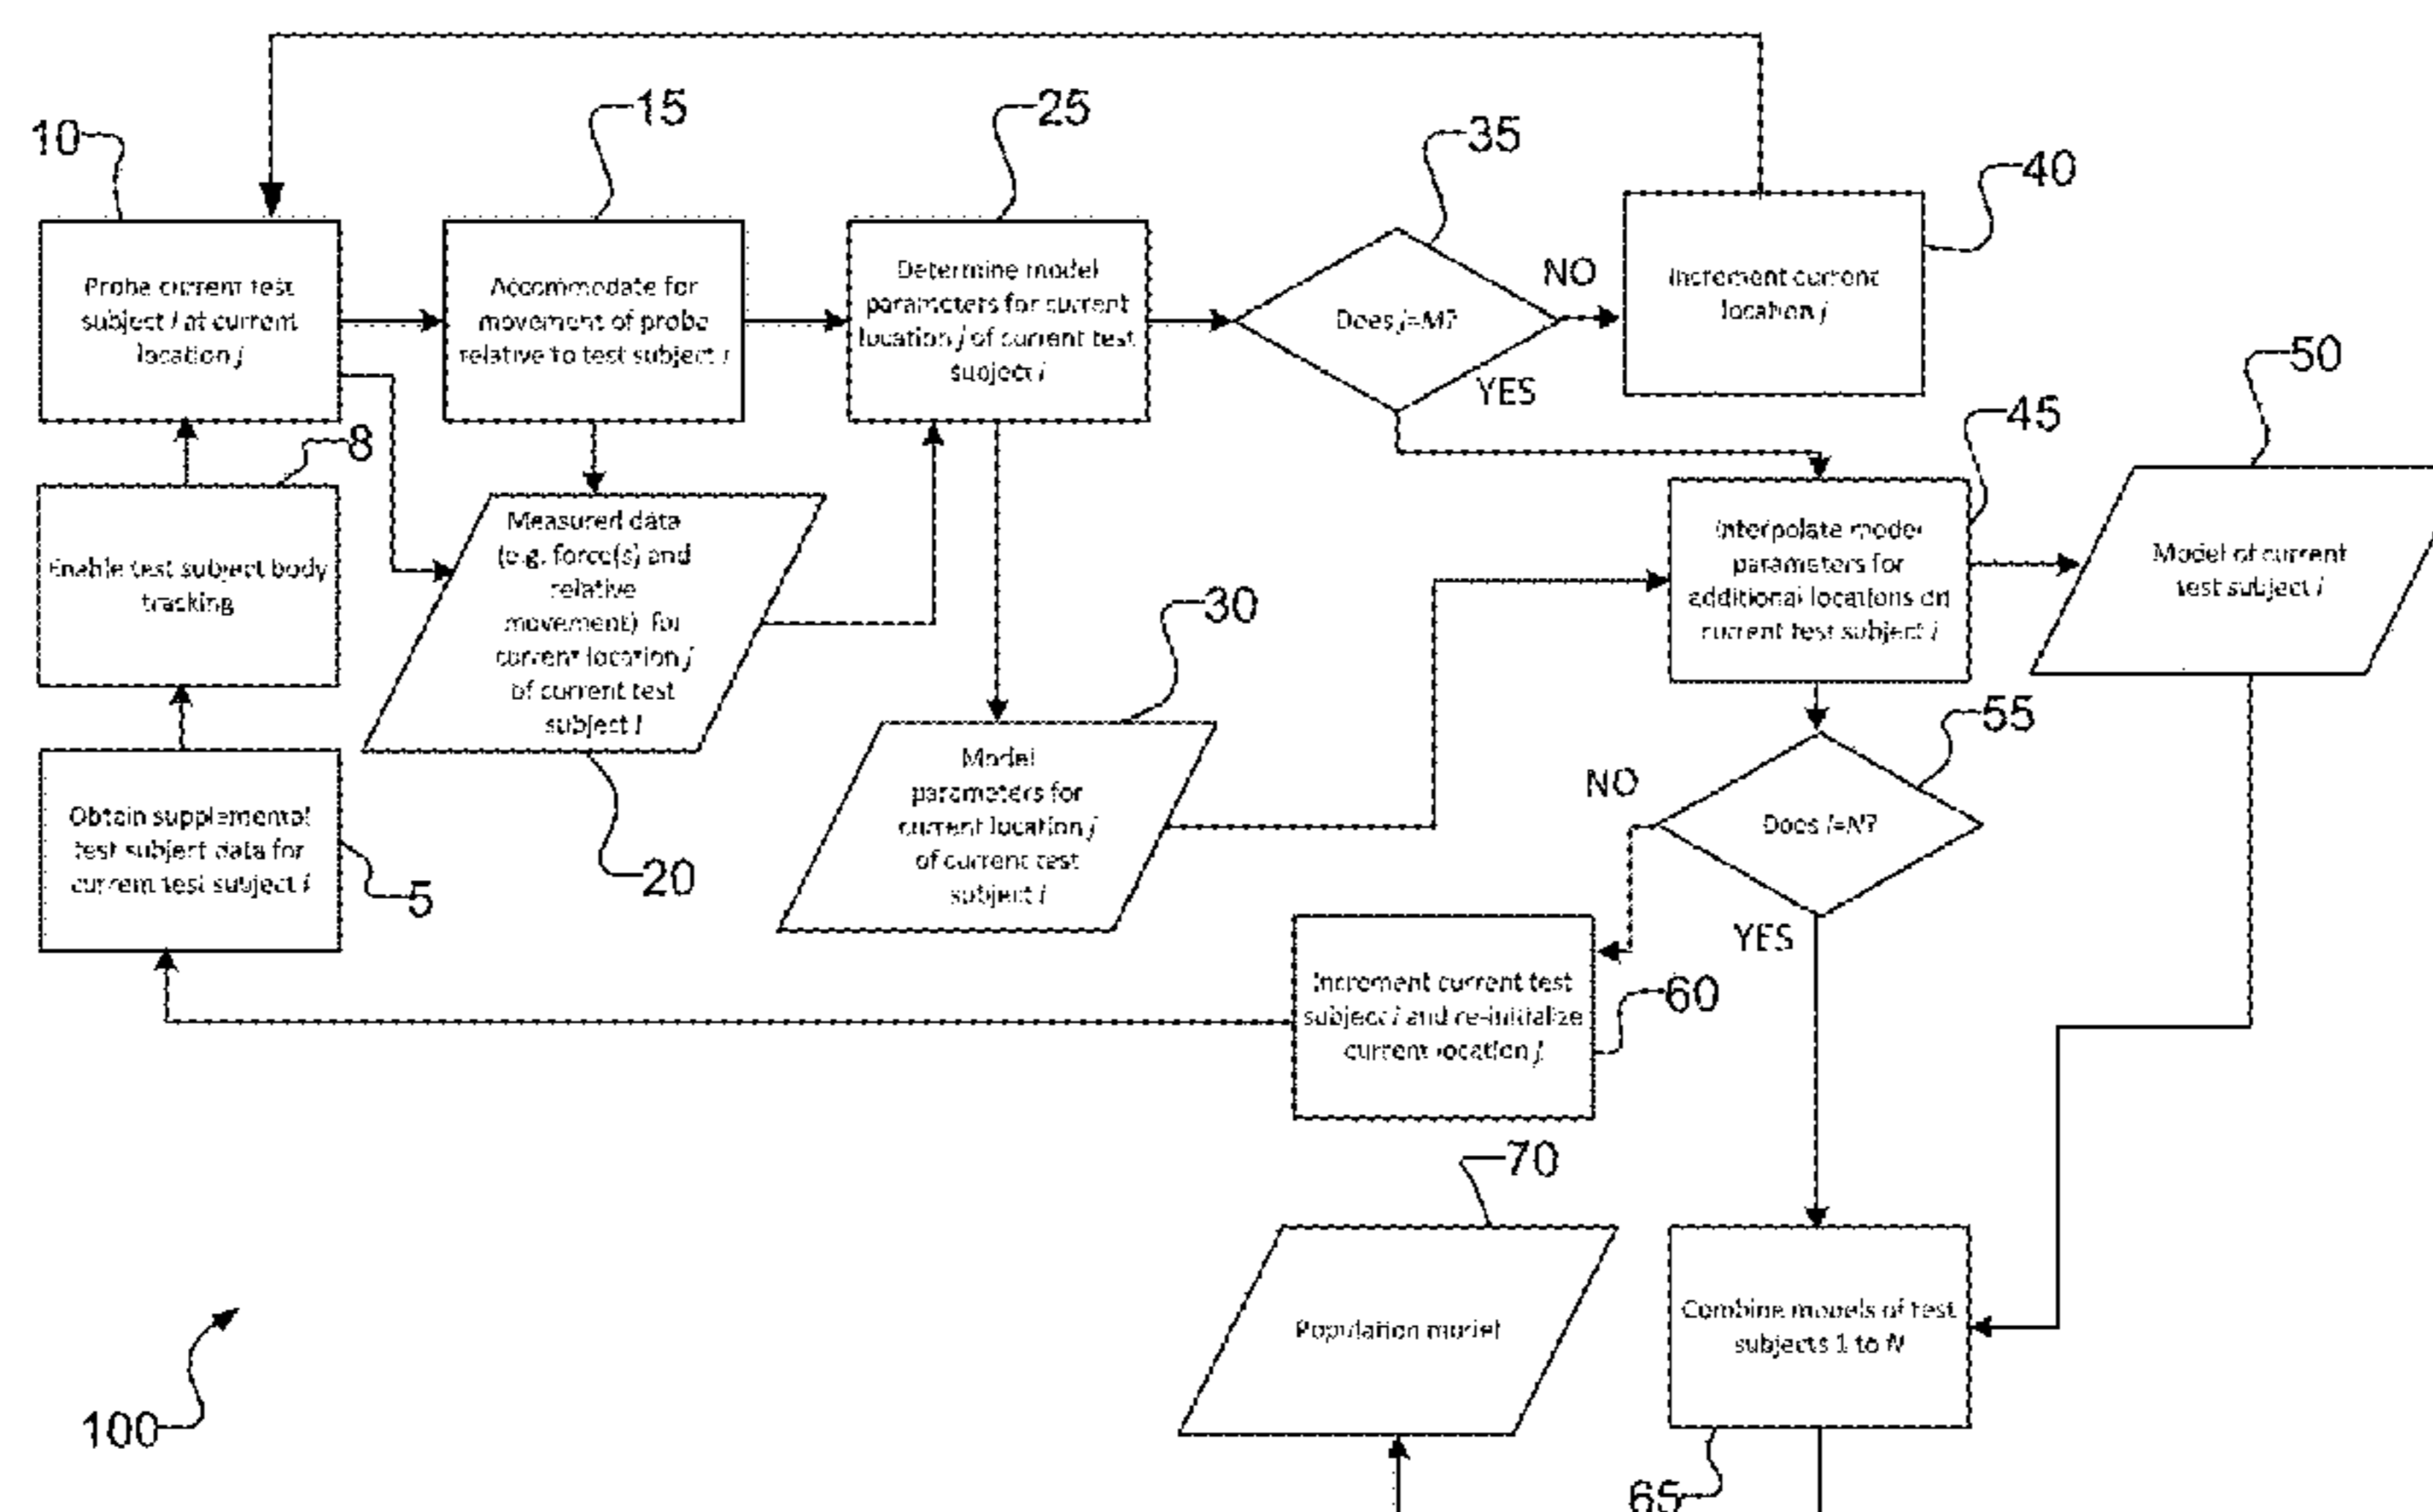 10
15
25
35
40
Probe current test
subject i at current
location j
Accommodate for
movement of probe
relative to test subject i
Determine model
parameters for current
location j of current test
subject i
Does j=M?
NO
YES
Increment current
location j
8
Enable test subject body
tracking
Measured data
(e.g. force(s) and
relative
movement) for
current location j
of current test
subject i
20
30
Model
parameters for
current location j
of current test
subject i
45
Interpolate model
parameters for
additional locations on
current test subject i
50
Model of current
test subject i
Obtain supplemental
test subject data for
current test subject i
5
55
Does i=N?
NO
YES
Increment current test
subject i and re-initialize
current location j
60
70
Population model
Combine models of test
subjects 1 to N
65
100